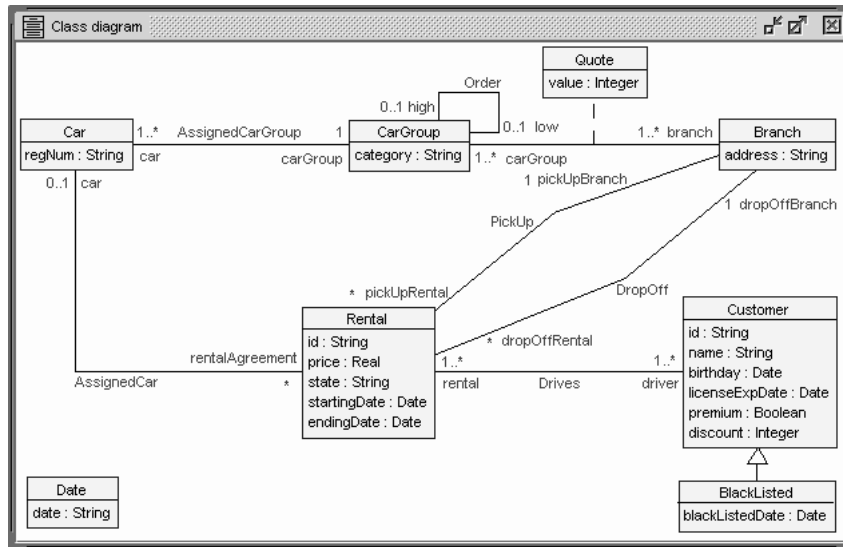 Class diagram
Quote
value : Integer
Order
0..1 high
0..1 low
Car
regNum : String
1..* AssignedCarGroup 1
car
carGroup
CarGroup
category : String
1..* carGroup
1..* branch
Branch
address : String
0..1 car
1 pickUpBranch
1 dropOffBranch
PickUp
* pickUpRental
DropOff
* dropOffRental
Rental
id : String
price : Real
state : String
startingDate : Date
endingDate : Date
rentalAgreement
*
AssignedCar
1..*
rental
Drives
1..*
driver
Customer
id : String
name : String
birthday : Date
licenseExpDate : Date
premium : Boolean
discount : Integer
Date
date : String
BlackListed
blackListedDate : Date